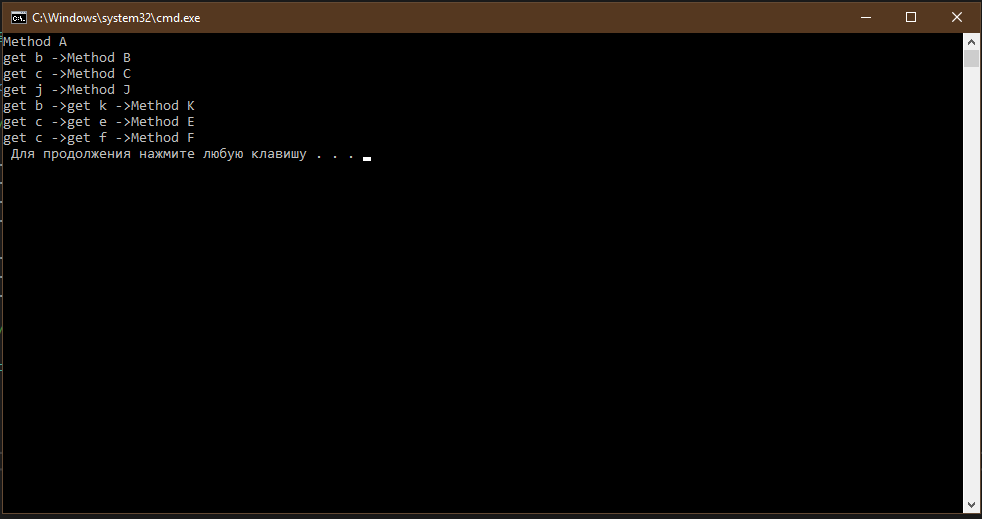 C:\Windows\system32\cmd.exe
Method A
get b ->Method B
get c ->Method C
get j ->Method J
get b ->get k ->Method K
get c ->get e ->Method E
get c ->get f ->Method F
Для продолжения нажмите любую клавишу . . .